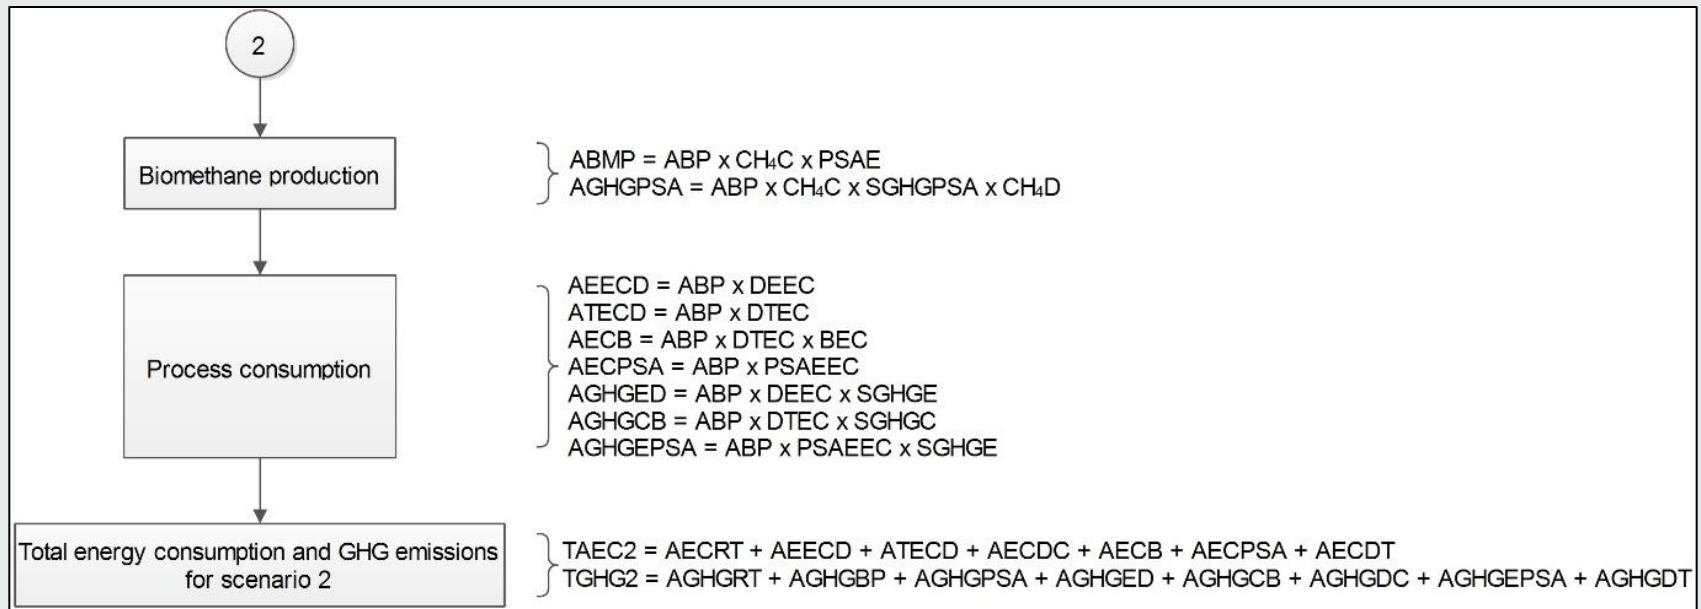 2
Biomethane production
ABMP = ABP x CH₄C x PSAE
AGHGPSA = ABP x CH₄C x SGHGPSA x CH₄D
Process consumption
AEECD = ABP x DEEC
ATECD = ABP x DTEC
AECB = ABP x DTEC x BEC
AECPSA = ABP x PSAEEC
AGHGED = ABP x DEEC x SGHGE
AGHGCB = ABP x DTEC x SGHGC
AGHGEPSA = ABP x PSAEEC x SGHGE
Total energy consumption and GHG emissions
for scenario 2
TAEC2 = AECRT + AEECD + ATECD + AECDC + AECB + AECPSA + AECDT
TGHG2 = AGHGRT + AGHGBP + AGHGPSA + AGHGED + AGHGCB + AGHGDC + AGHGEPSA + AGHGDT